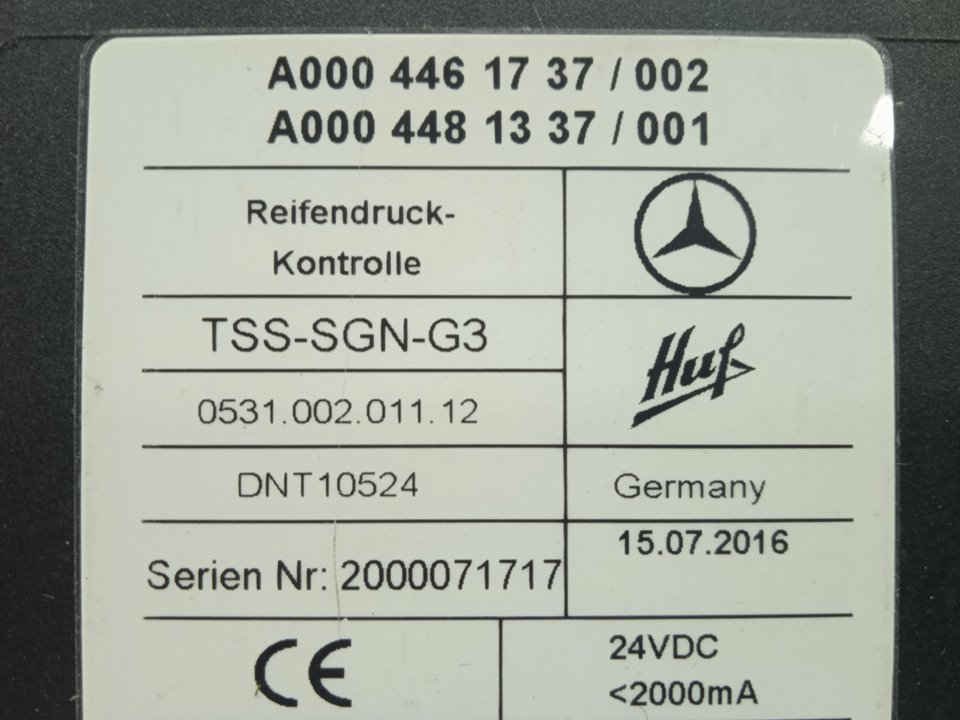 A000 446 17 37 / 002
A000 448 13 37 / 001
Reifendruck-
Kontrolle
TSS-SGN-G3
Huf
0531.002.011.12
DNT10524
Germany
15.07.2016
Serien Nr: 2000071717
CE
24VDC
<2000mA